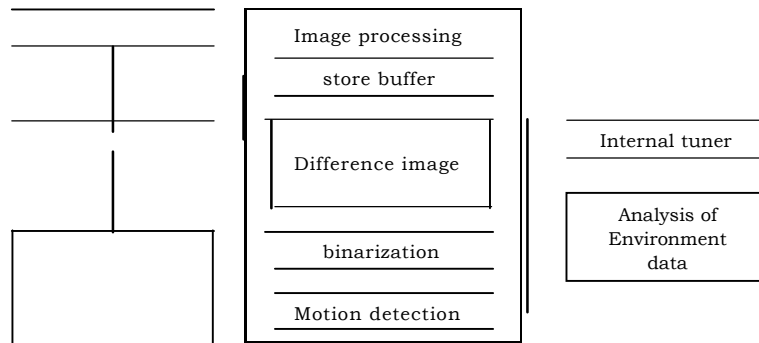 Image processing
store buffer
Difference image
binarization
Motion detection
Internal tuner
Analysis of
Environment
data